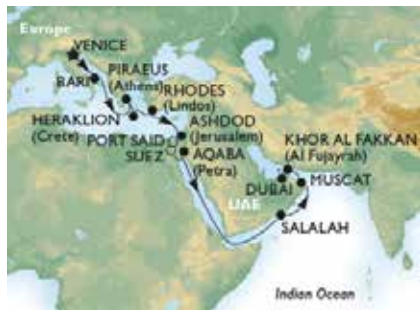 Europe
VENICE
BARI
PIRAEUS
(Athens)
RHODES
(Lindos)
HERAKLION
(Crete)
ASHDOD
(Jerusalem)
PORT SAID
SUEZ
AQABA
(Petra)
KHOR AL FAKKAN
(Al Fujayrah)
DUBAI
MUSCAT
UAE
SALALAH
Indian Ocean